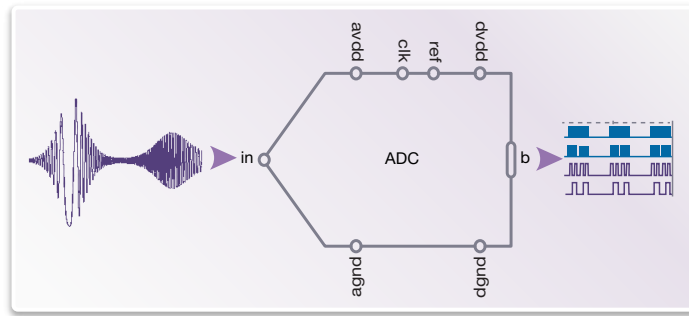 avdd
clk
ref
dvdd
in
ADC
b
agnd
dgnd